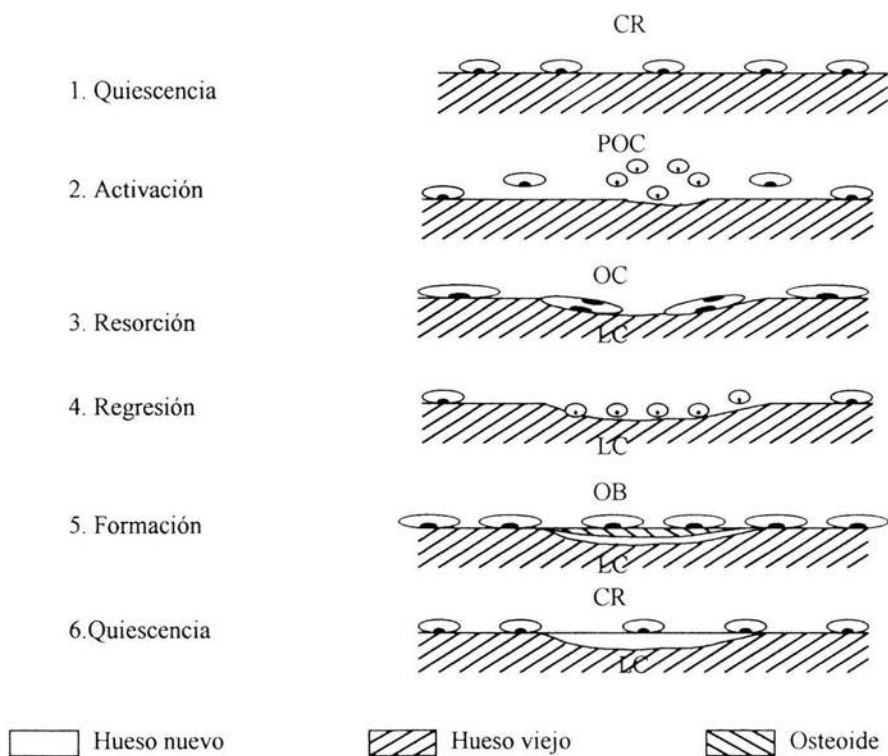 CR
1. Quiescencia
POC
2. Activación
OC
3. Resorción
LC
4. Regresión
LC
OB
5. Formación
LC
CR
6.Quiescencia
LC
Hueso nuevo Hueso viejo Osteoide